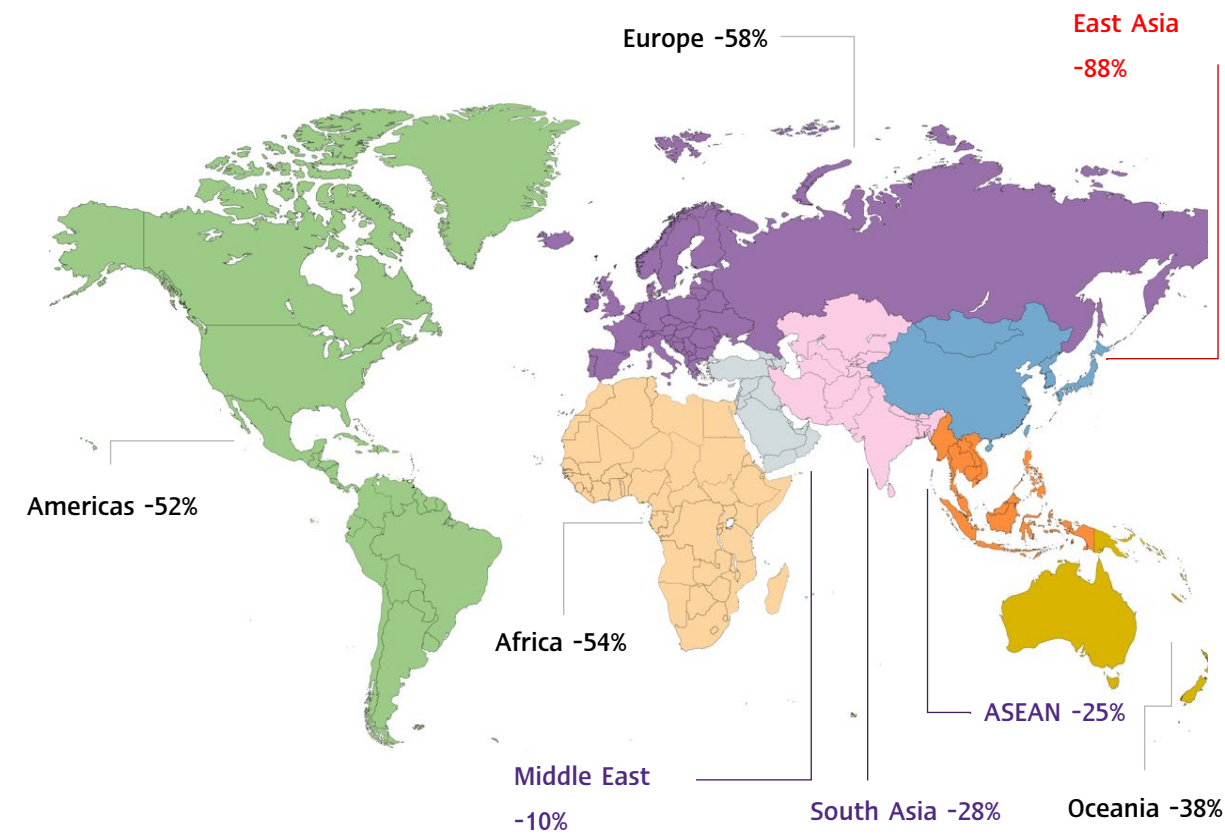 East Asia
-88%
Europe -58%
Americas -52%
Africa -54%
ASEAN -25%
Middle East
-10%
South Asia -28%
Oceania -38%